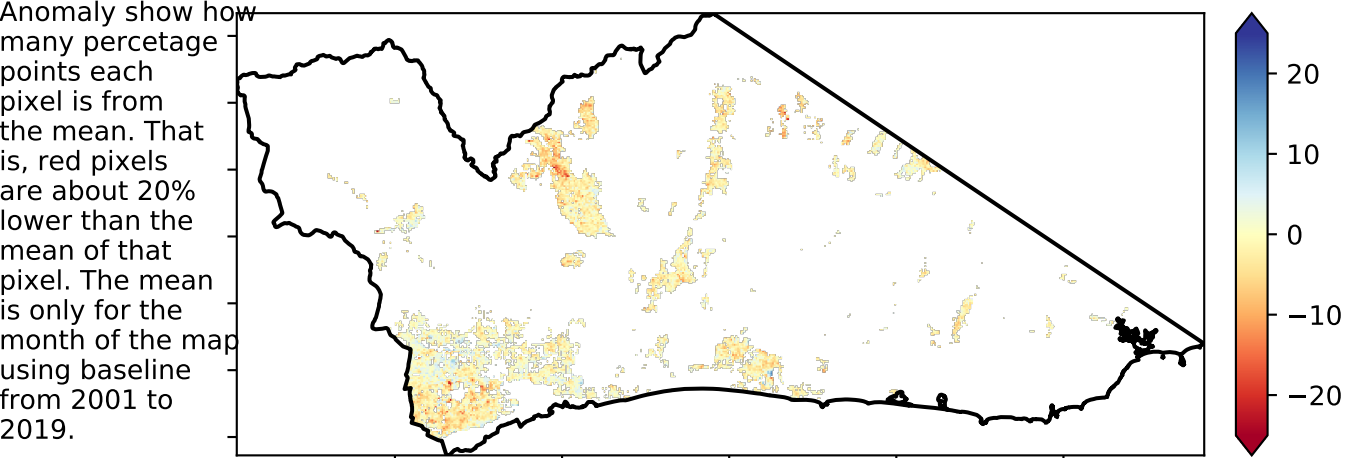 Anomaly show how
many percetage
points each
pixel is from
the mean. That
is, red pixels
are about 20%
lower than the
mean of that
pixel. The mean
is only for the
month of the map
using baseline
from 2001 to
2019.
20
10
0
−10
−20